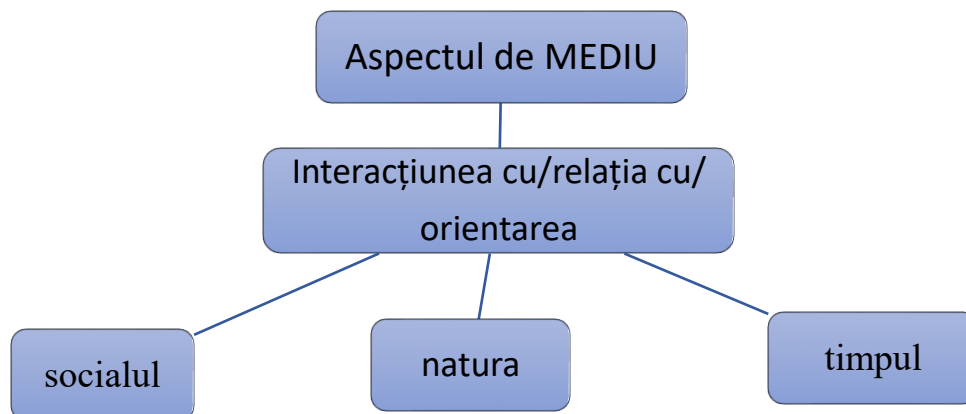 Aspectul de MEDIU
Interacțiunea cu/relația cu/
orientarea
socialul
natura
timpul